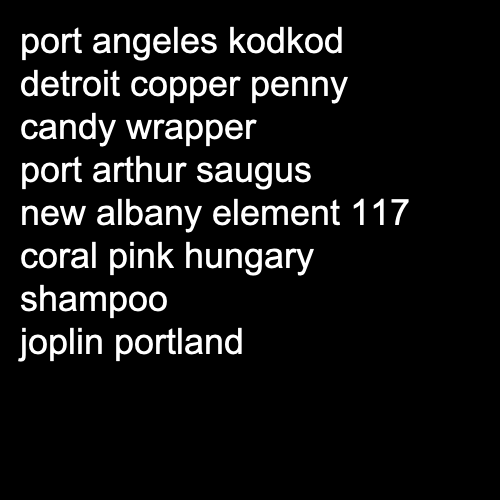 port angeles kodkod
detroit copper penny
candy wrapper
port arthur saugus
new albany element 117
coral pink hungary
shampoo
joplin portland